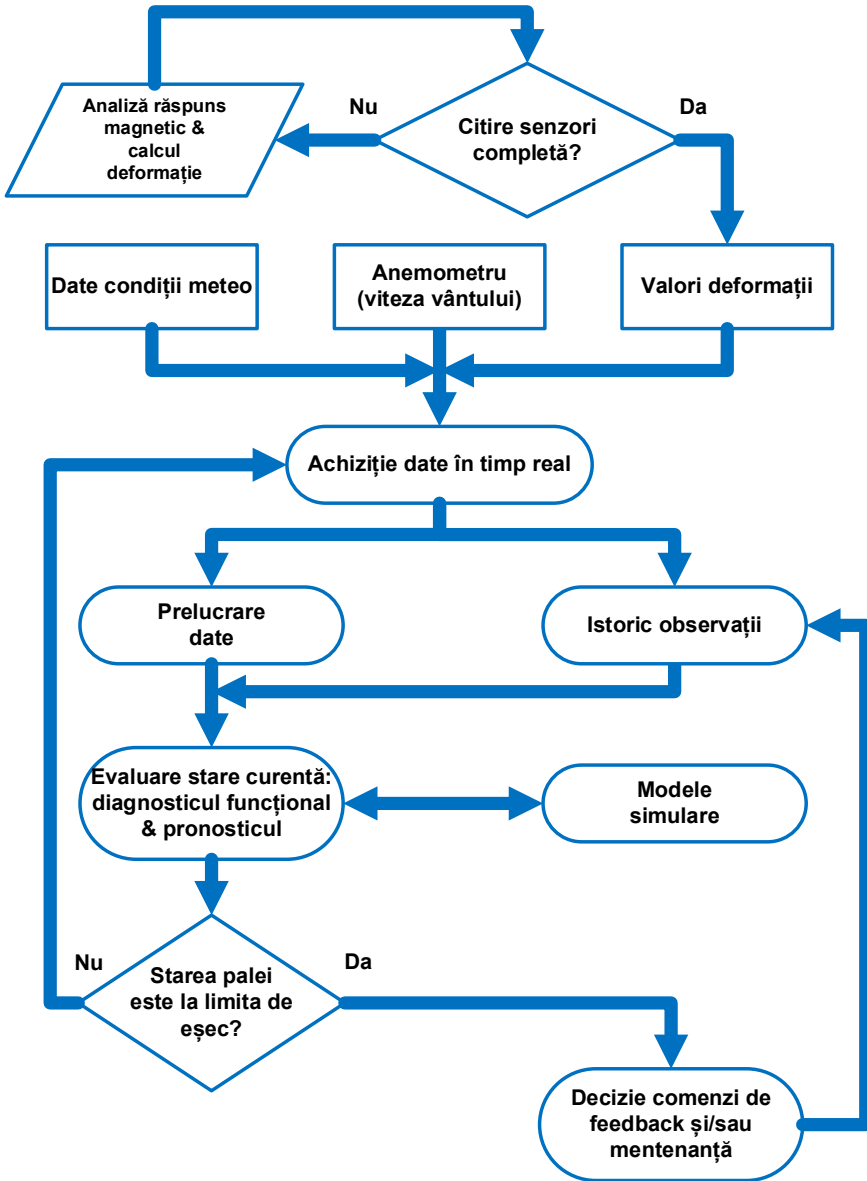 Analiză răspuns
magnetic &
calcul
deformație
Nu
Citire senzori
completă?
Da
Date condiții meteo
Anemometru
(viteza vântului)
Valori deformații
Achiziție date în timp real
Prelucrare
date
Istoric observații
Evaluare stare curentă:
diagnosticul funcțional
& pronosticul
Modele
simulare
Nu
Starea palei
este la limita de
eșec?
Da
Decizie comenzi de
feedback și/sau
mentenanță